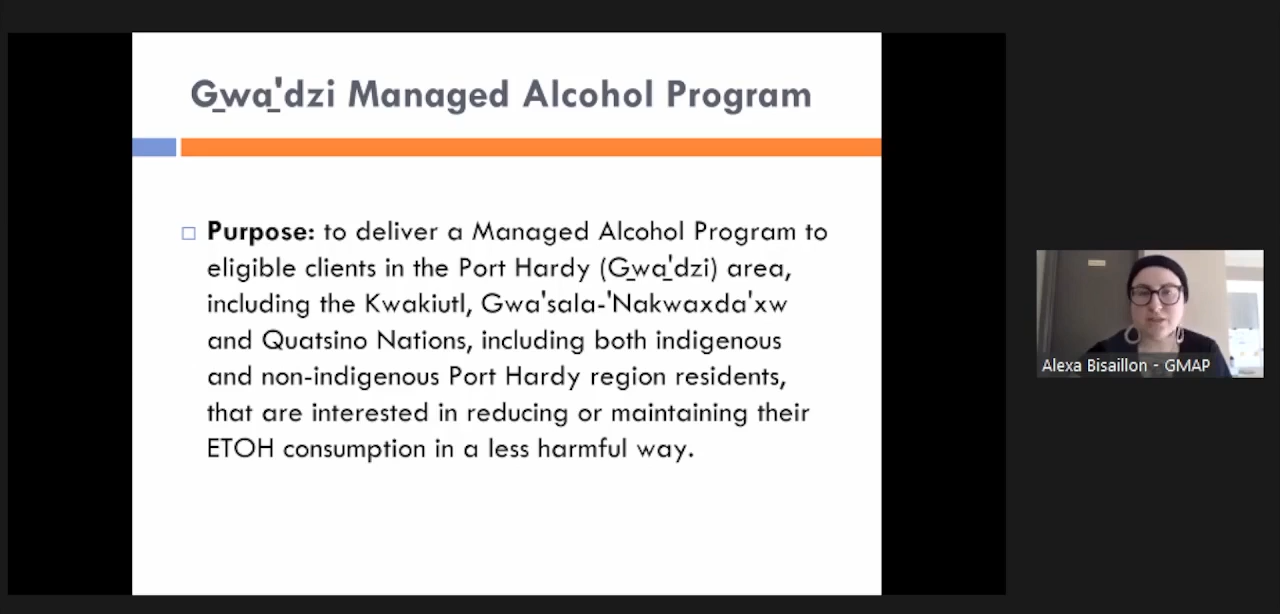 G̲wa̲'dzi Managed Alcohol Program
Purpose: to deliver a Managed Alcohol Program to
eligible clients in the Port Hardy (G̲wa̲'dzi) area,
including the Kwakiutl, Gwa'sala-'Nakwaxda'xw
and Quatsino Nations, including both indigenous
and non-indigenous Port Hardy region residents,
that are interested in reducing or maintaining their
ETOH consumption in a less harmful way.
Alexa Bisaillon - GMAP